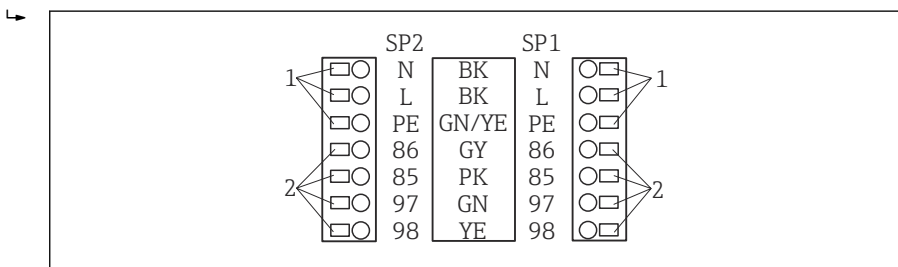 SP2 SP1
N BK N
1 L BK L 1
PE GN/YE PE
86 GY 86
2 85 PK 85 2
97 GN 97
98 YE 98